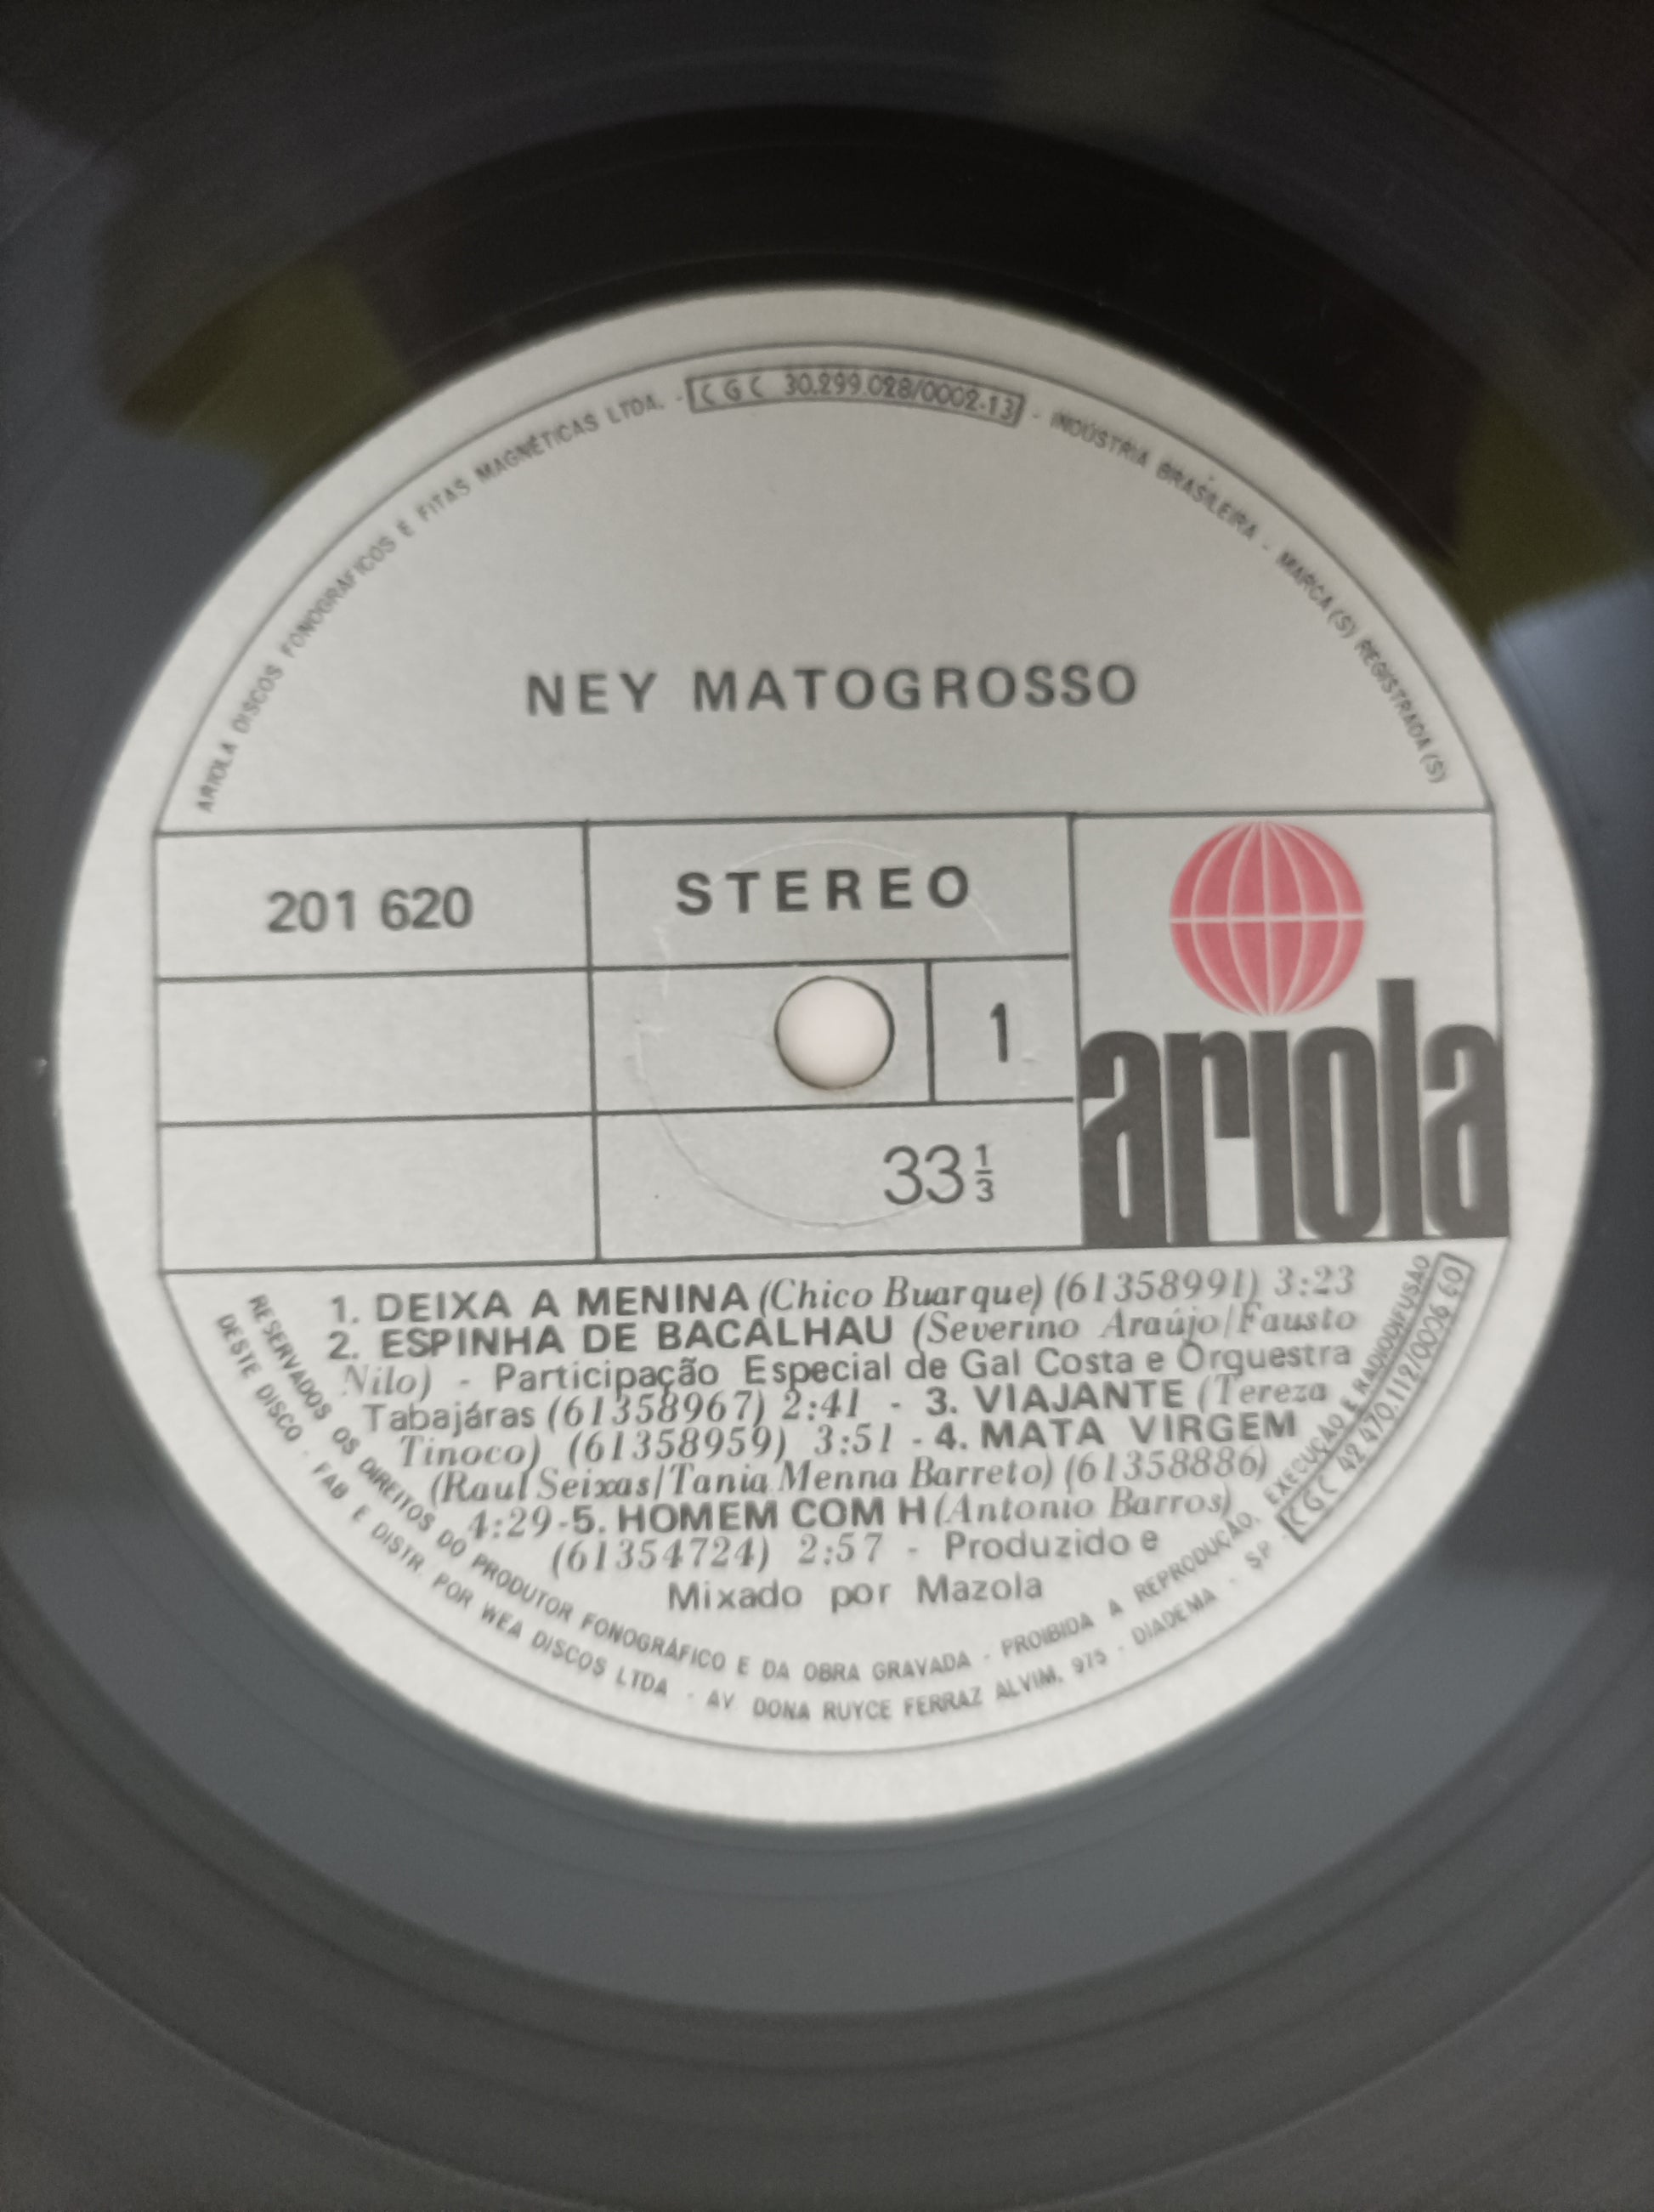 ARIOLA DISCOS FONOGRÁFICOS E FITAS MAGNÉTICAS LTDA. - CGC 30.299.028/0002-13 - INDÚSTRIA BRASILEIRA - MARCA (S) REGISTRADA (S)
NEY MATOGROSSO
201 620
STEREO
1
33 1/3
ariola
1. DEIXA A MENINA (Chico Buarque) (61358991) 3:23
2. ESPINHA DE BACALHAU (Severino Araújo/Fausto
Nilo) - Participação Especial de Gal Costa e Orquestra
Tabajáras (61358967) 2:41 - 3. VIAJANTE (Tereza
Tinoco) (61358959) 3:51 - 4. MATA VIRGEM
(Raul Seixas/Tania Menna Barreto) (61358886)
4:29-5. HOMEM COM H (Antonio Barros)
(61354724) 2:57 - Produzido e
Mixado por Mazola
RESERVADOS OS DIREITOS DO PRODUTOR FONOGRÁFICO E DA OBRA GRAVADA - PROIBIDA A REPRODUÇÃO, EXECUÇÃO E RADIODIFUSÃO
DESTE DISCO - FAB E DISTR. POR WEA DISCOS LTDA - AV DONA RUYCE FERRAZ ALVIM, 975 - DIADEMA - SP - CGC 42 470.112/0006 60